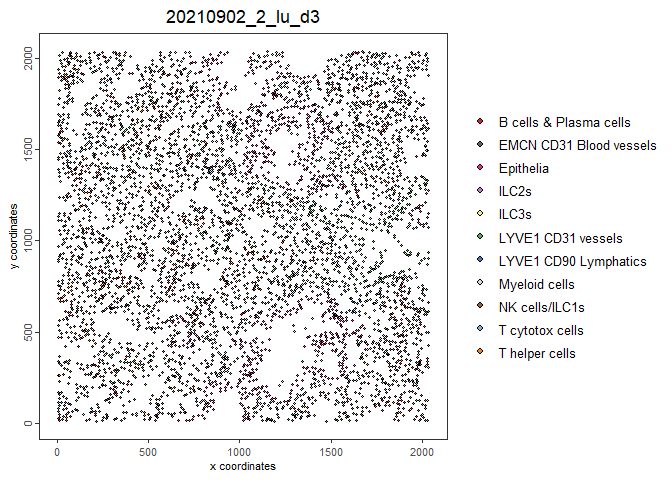 20210902_2_lu_d3
2000
1500
1000
500
0
y coordinates
0 500 1000 1500 2000
x coordinates
B cells & Plasma cells
EMCN CD31 Blood vessels
Epithelia
ILC2s
ILC3s
LYVE1 CD31 vessels
LYVE1 CD90 Lymphatics
Myeloid cells
NK cells/ILC1s
T cytotox cells
T helper cells